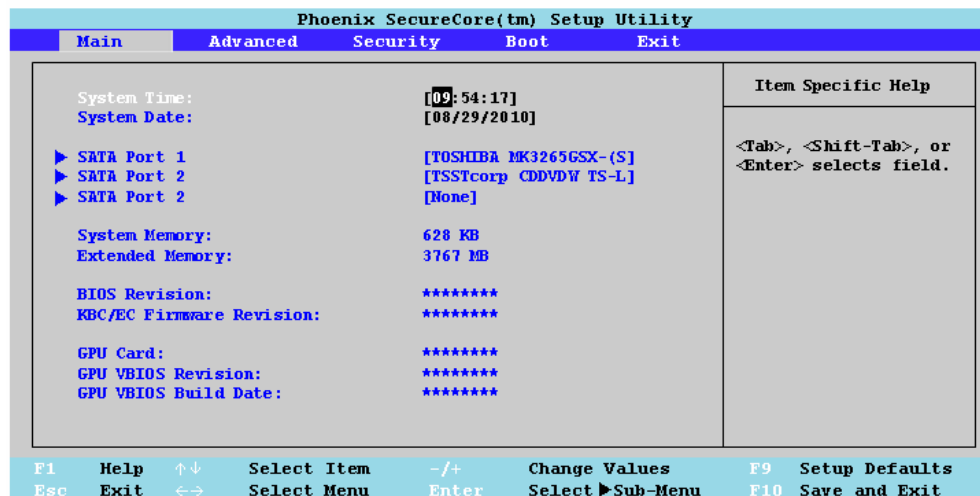 Phoenix SecureCore(tm) Setup Utility
Main Advanced Security Boot Exit
System Time: [09:54:17]
System Date: [08/29/2010]
▶ SATA Port 1 [TOSHIBA MK3265GSX-(S]
▶ SATA Port 2 [TSSTcorp CDDVDW TS-L]
▶ SATA Port 2 [None]
System Memory: 628 KB
Extended Memory: 3767 MB
BIOS Revision: ********
KBC/EC Firmware Revision: ********
GPU Card: ********
GPU VBIOS Revision: ********
GPU VBIOS Build Date: ********
Item Specific Help
<Tab>, <Shift-Tab>, or
<Enter> selects field.
F1 Help ↑↓ Select Item -/+ Change Values F9 Setup Defaults
Esc Exit ←→ Select Menu Enter Select ▶Sub-Menu F10 Save and Exit